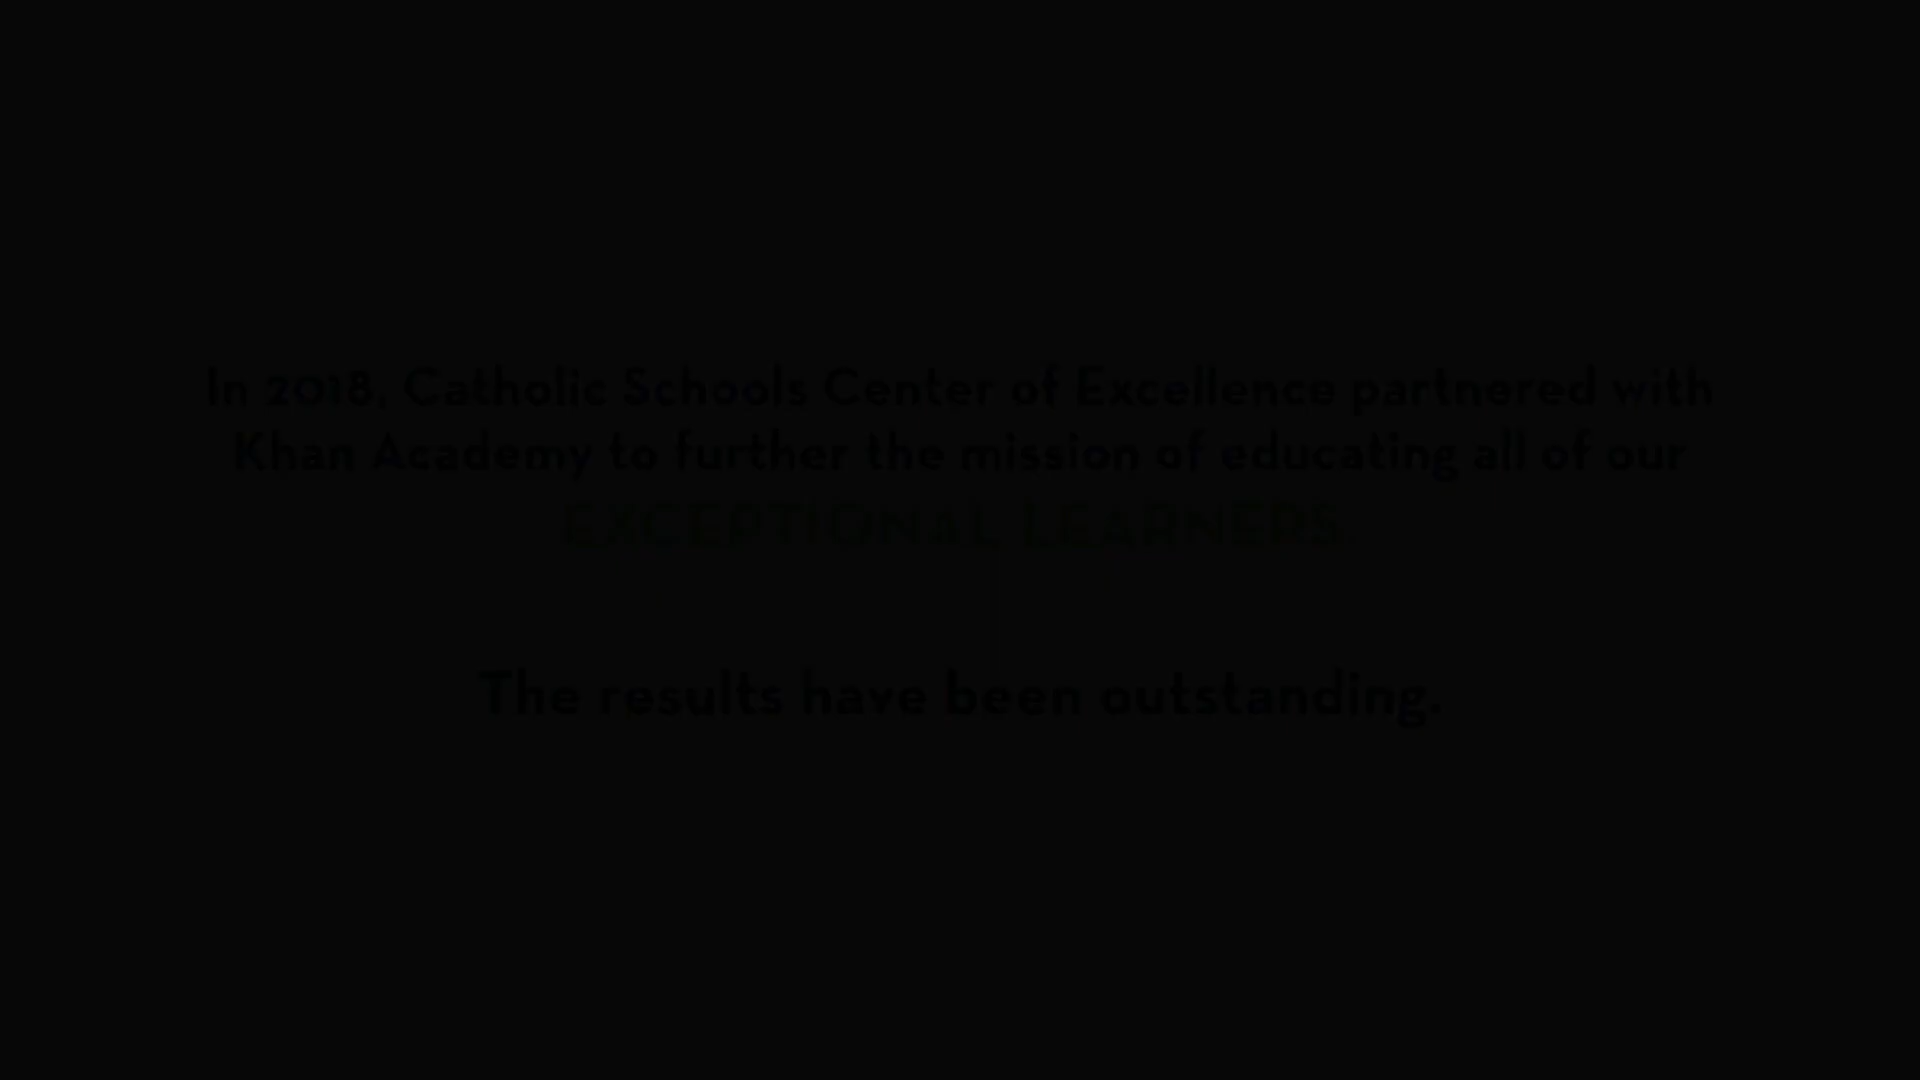 In 2018, Catholic Schools Center of Excellence partnered with
Khan Academy to further the mission of educating all of our
EXCEPTIONAL LEARNERS.
The results have been outstanding.